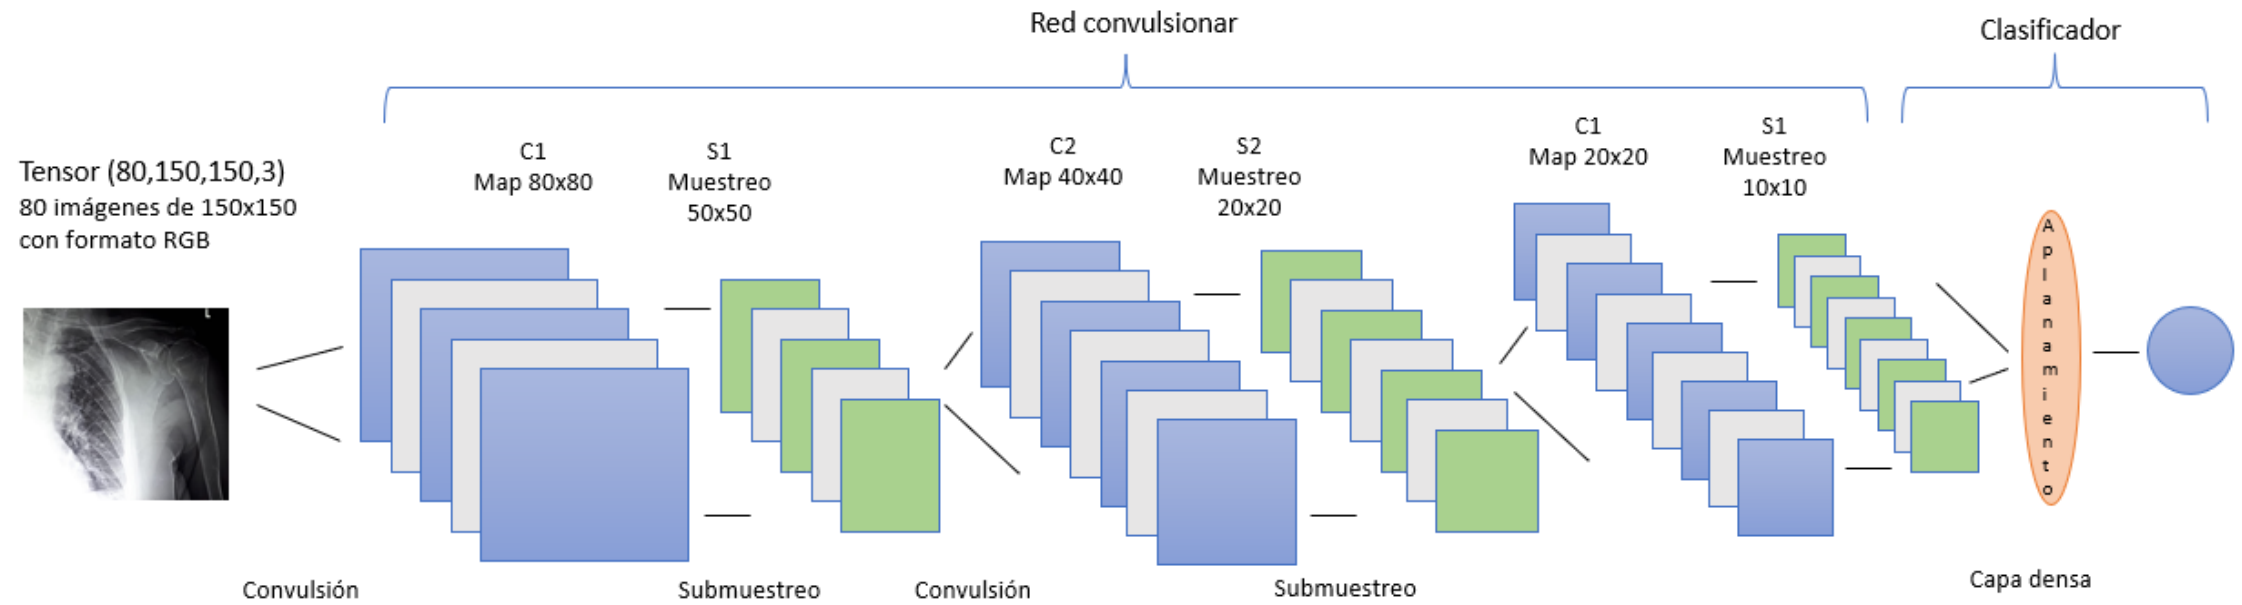 Red convulsionar
Clasificador
Tensor (80,150,150,3)
80 imágenes de 150x150
con formato RGB
C1
Map 80x80
S1
Muestreo
50x50
C2
Map 40x40
S2
Muestreo
20x20
C1
Map 20x20
S1
Muestreo
10x10
L
Aplanamiento
Convulsión
Submuestreo
Convulsión
Submuestreo
Capa densa